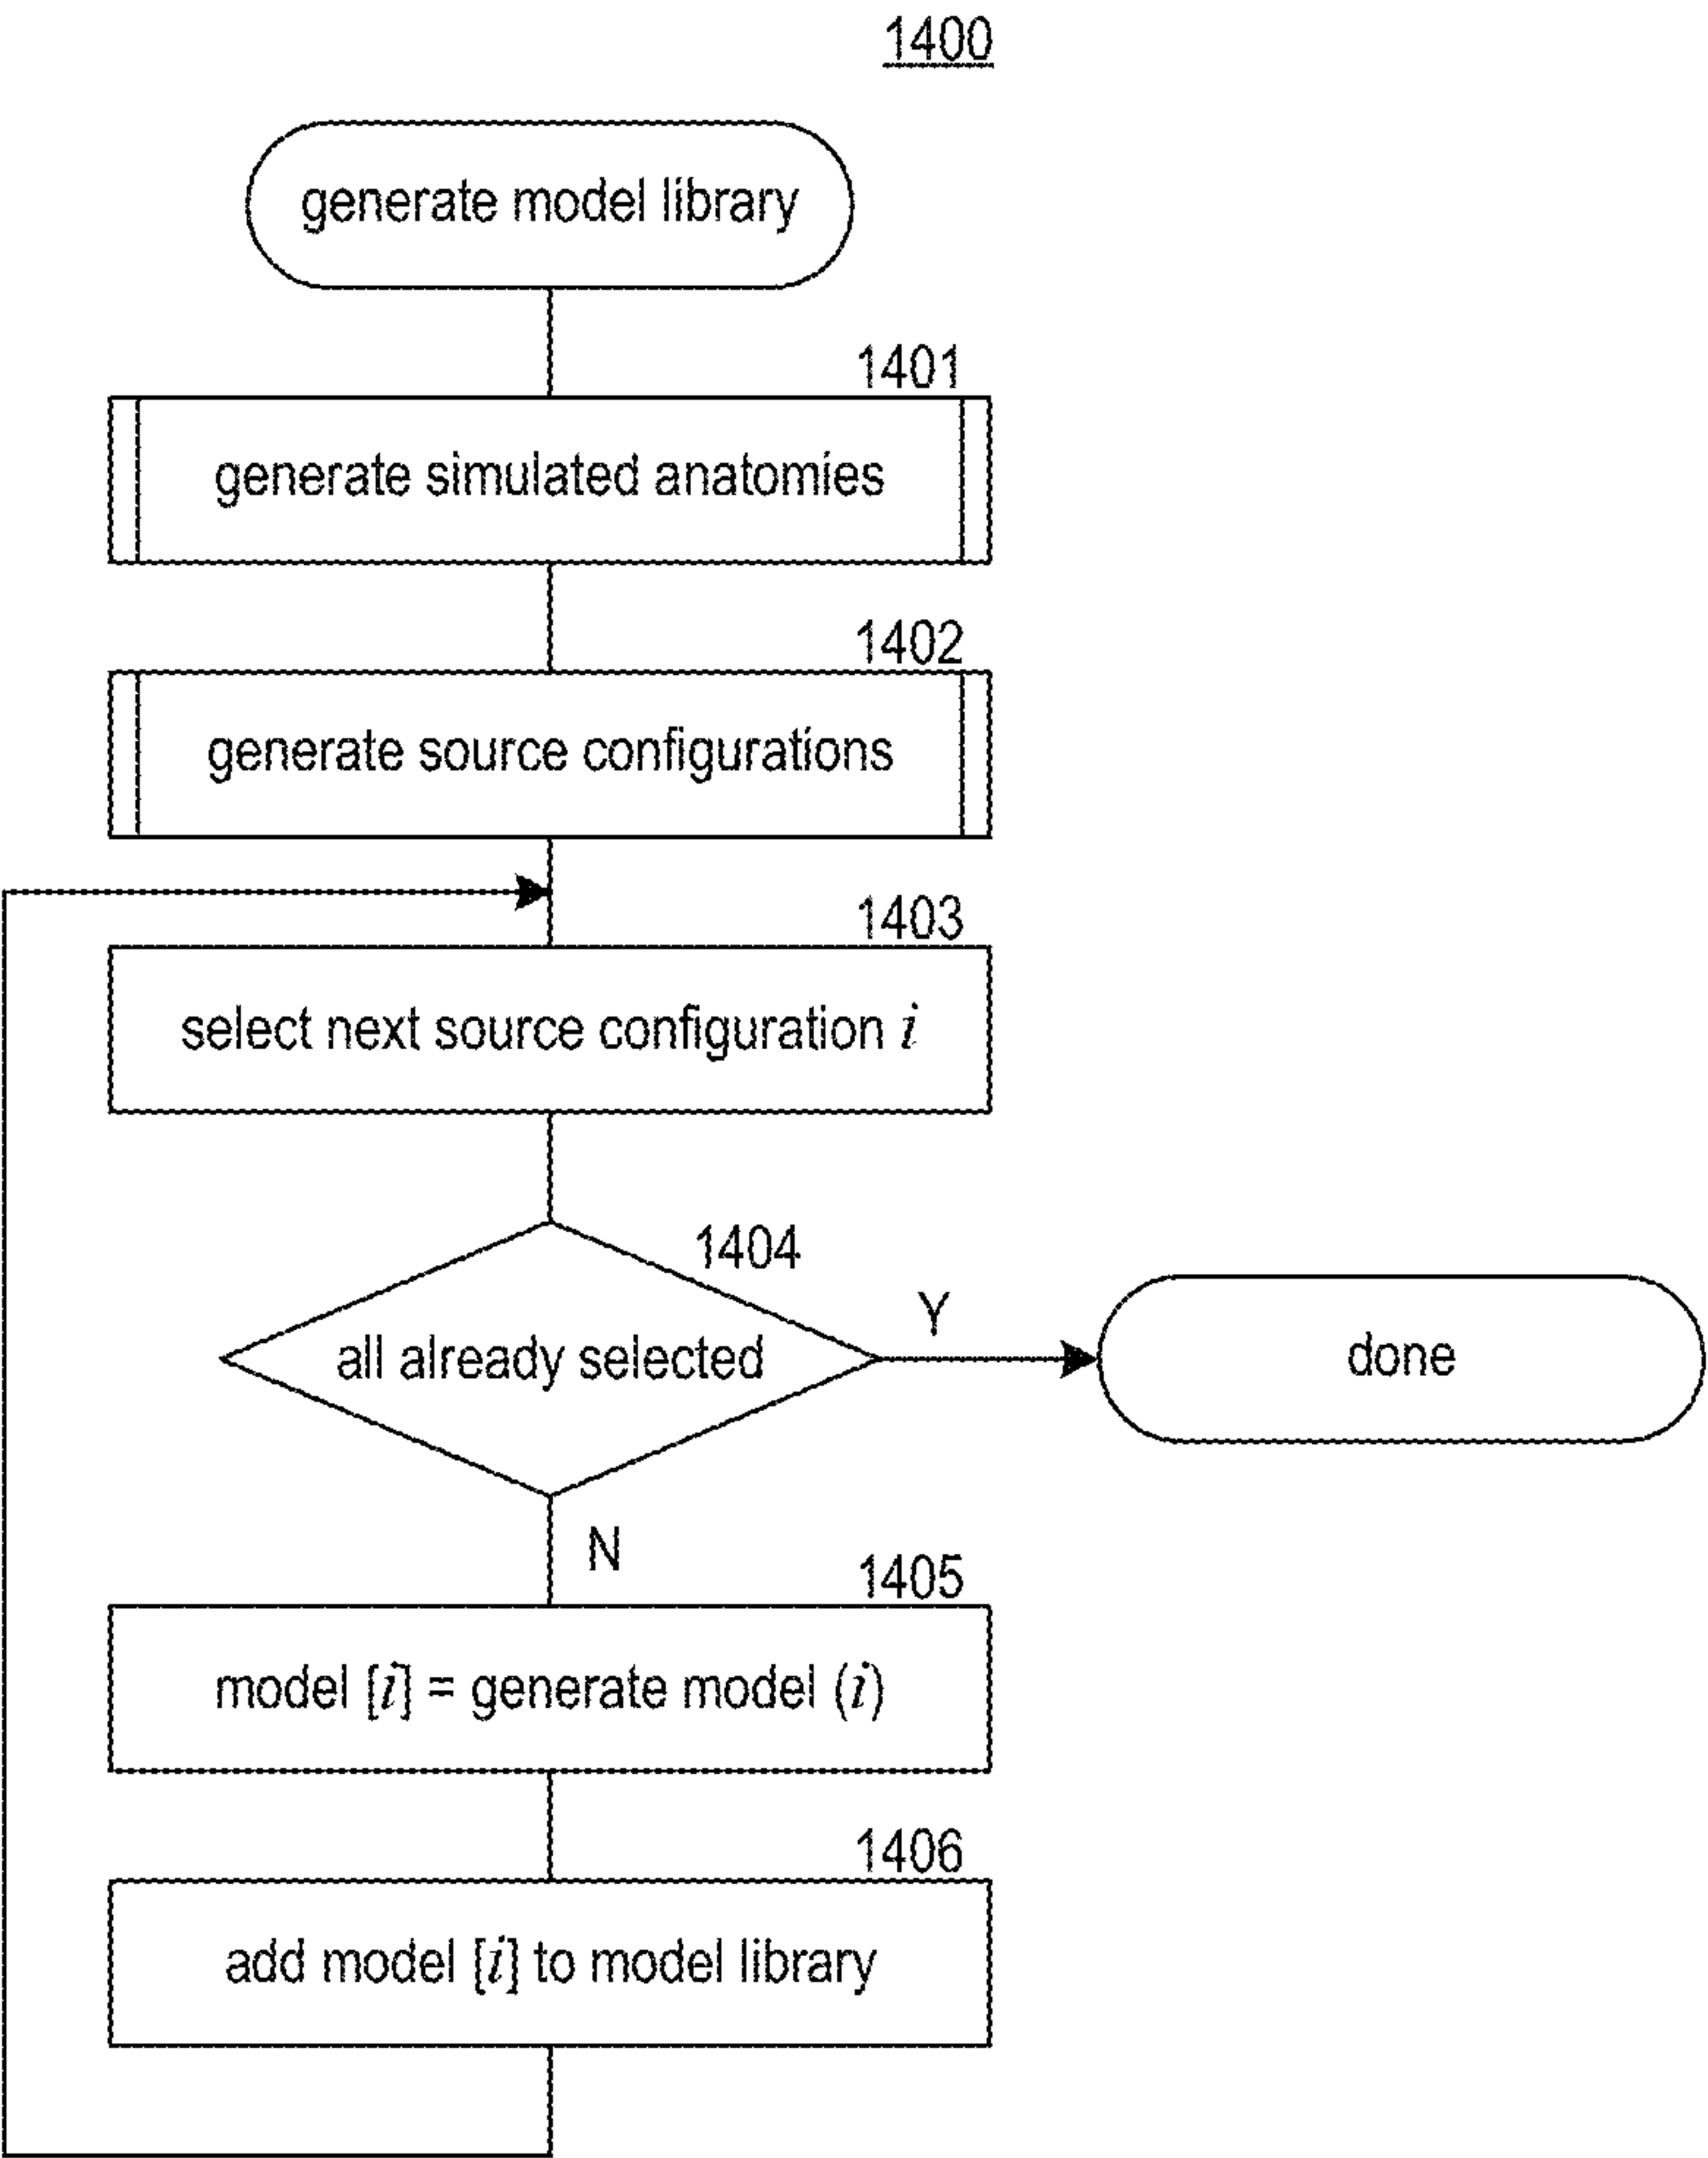 1400
generate model library
1401
generate simulated anatomies
1402
generate source configurations
1403
select next source configuration i
1404
all already selected
Y
done
N
1405
model [i] = generate model (i)
1406
add model [i] to model library